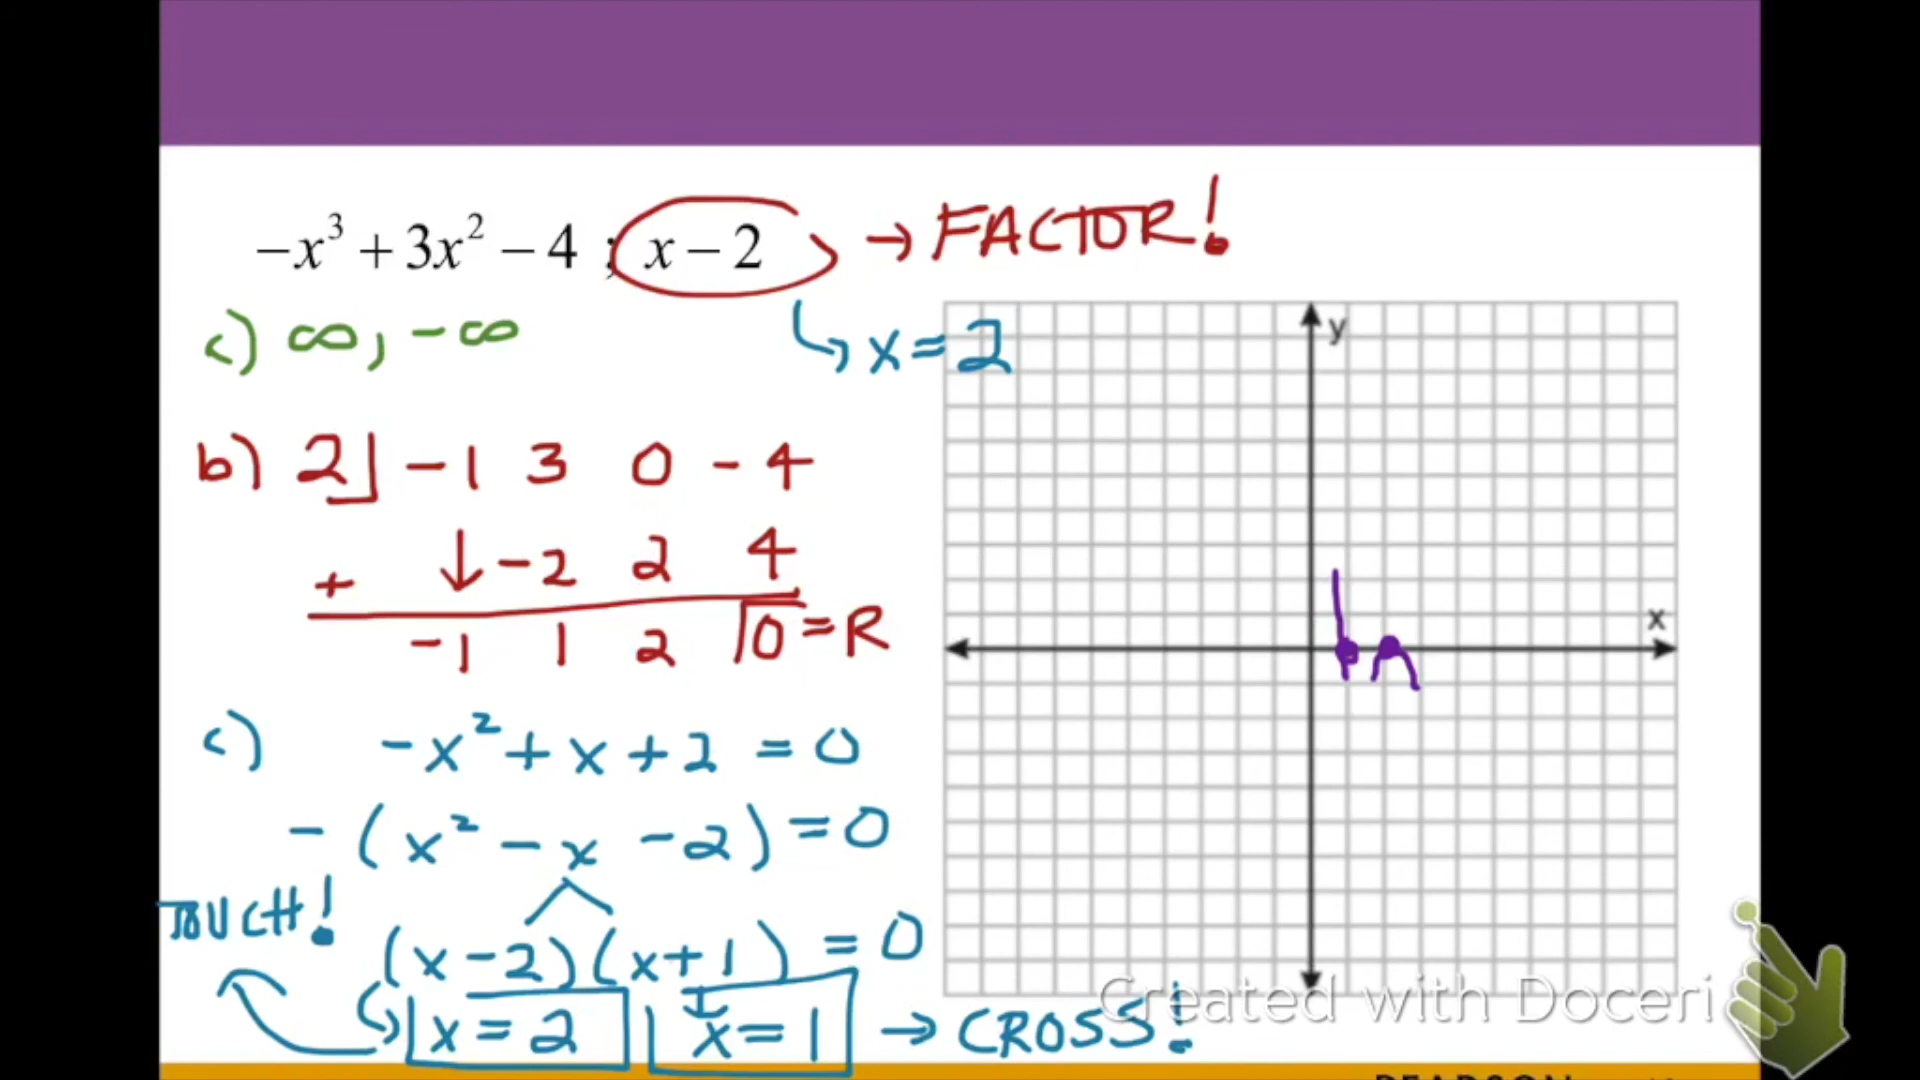 −x³ + 3x² − 4 ; x − 2 → FACTOR!
c) ∞, −∞
↳ x = 2
y
b) 2⌋ −1 3 0 −4
+ ↓ −2 2 4
−1 1 2 0 = R
x
c) −x² + x + 2 = 0
−(x² − x − 2) = 0
TOUCH!
(x − 2)(x + 1) = 0
x = 2 x = 1 → CROSS!
Created with Doceri
PEARSON